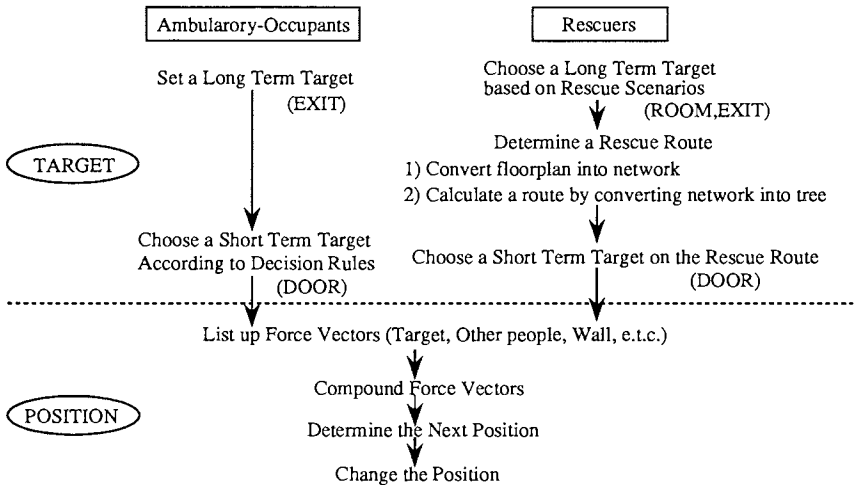 Ambularory-Occupants
Rescuers
Set a Long Term Target
(EXIT)
Choose a Long Term Target
based on Rescue Scenarios
(ROOM,EXIT)
Determine a Rescue Route
1) Convert floorplan into network
2) Calculate a route by converting network into tree
TARGET
Choose a Short Term Target
According to Decision Rules
(DOOR)
Choose a Short Term Target on the Rescue Route
(DOOR)
List up Force Vectors (Target, Other people, Wall, e.t.c.)
Compound Force Vectors
POSITION
Determine the Next Position
Change the Position